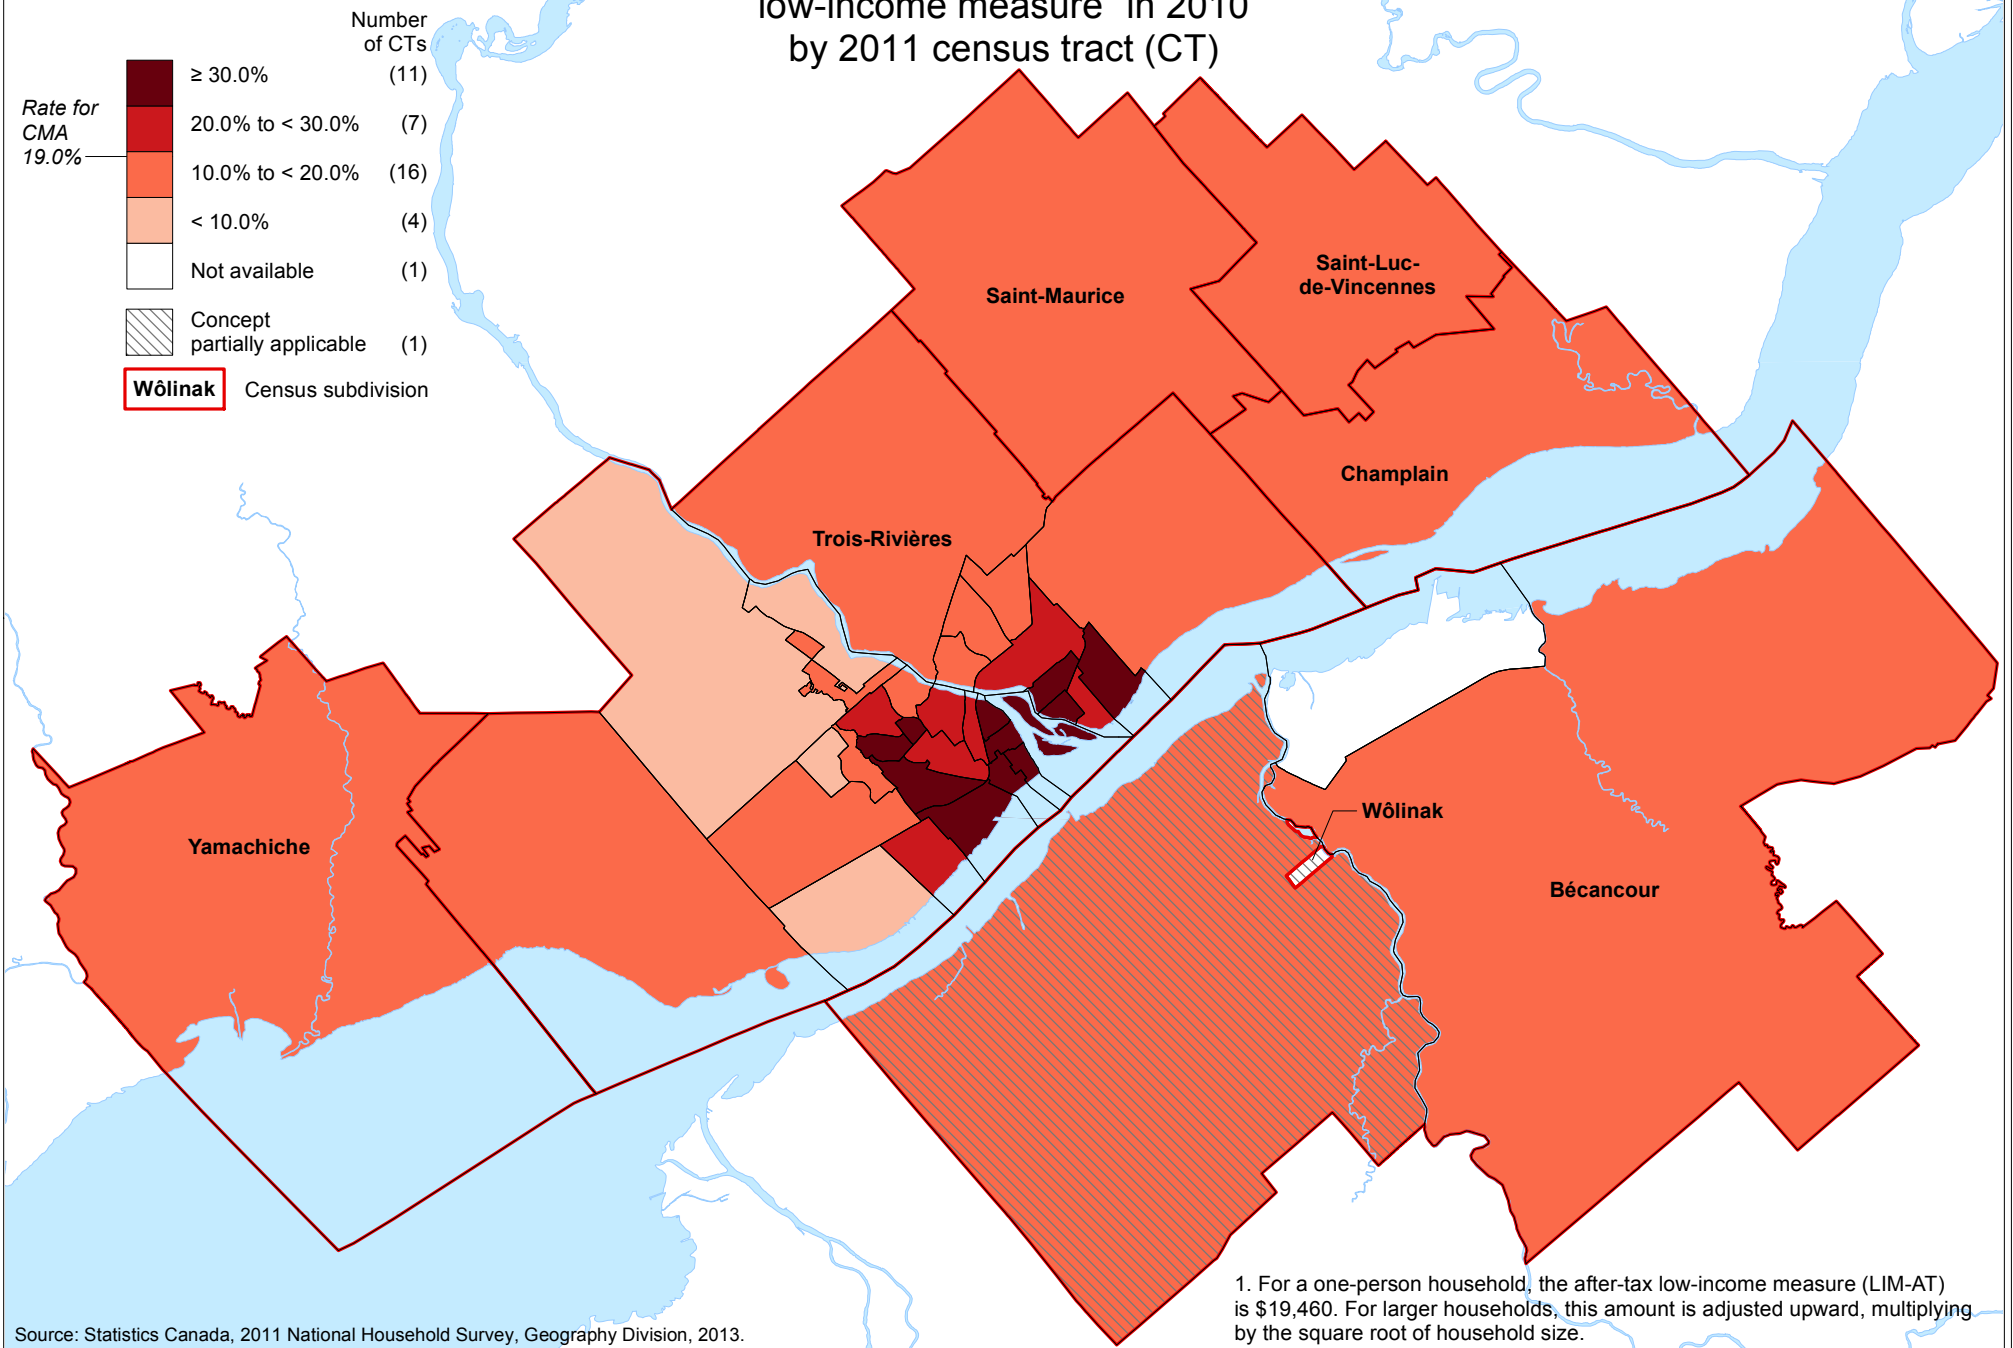 low-income measure in 2010
by 2011 census tract (CT)
Number
of CTs
≥ 30.0% (11)
20.0% to < 30.0% (7)
10.0% to < 20.0% (16)
< 10.0% (4)
Not available (1)
Concept
partially applicable (1)
Wôlinak Census subdivision
Rate for
CMA
19.0%
Saint-Maurice
Saint-Luc-
de-Vincennes
Champlain
Trois-Rivières
Yamachiche
Wôlinak
Bécancour
1. For a one-person household, the after-tax low-income measure (LIM-AT)
is $19,460. For larger households, this amount is adjusted upward, multiplying
by the square root of household size.
Source: Statistics Canada, 2011 National Household Survey, Geography Division, 2013.